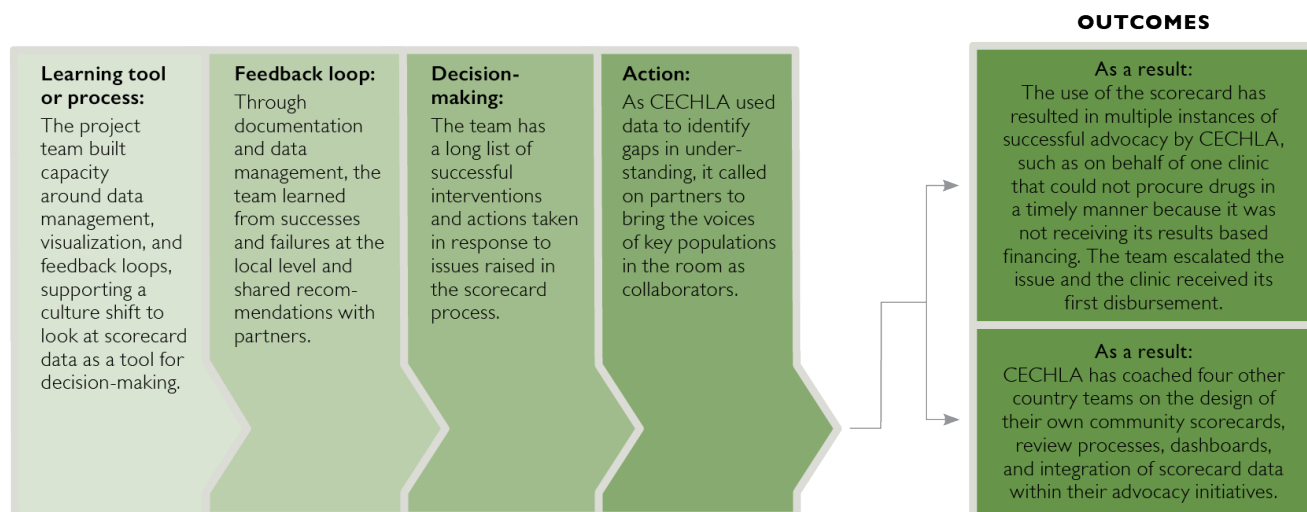 OUTCOMES
Learning tool
or process:
The project
team built
capacity
around data
management,
visualization, and
feedback loops,
supporting a
culture shift to
look at scorecard
data as a tool for
decision-making.
Feedback loop:
Through
documentation
and data
management, the
team learned
from successes
and failures at the
local level and
shared recom-
mendations with
partners.
Decision-
making:
The team has
a long list of
successful
interventions
and actions taken
in response to
issues raised in
the scorecard
process.
Action:
As CECHLA used
data to identify
gaps in under-
standing, it called
on partners to
bring the voices
of key populations
in the room as
collaborators.
As a result:
The use of the scorecard has
resulted in multiple instances of
successful advocacy by CECHLA,
such as on behalf of one clinic
that could not procure drugs in
a timely manner because it was
not receiving its results based
financing. The team escalated the
issue and the clinic received its
first disbursement.
As a result:
CECHLA has coached four other
country teams on the design of
their own community scorecards,
review processes, dashboards,
and integration of scorecard data
within their advocacy initiatives.